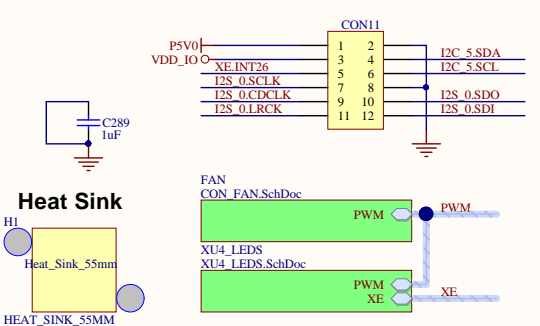 CON11
P5V0
VDD_IO
XE.INT26
I2S_0.SCLK
I2S_0.CDCLK
I2S_0.LRCK
1 2
3 4
5 6
7 8
9 10
11 12
I2C_5.SDA
I2C_5.SCL
I2S_0.SDO
I2S_0.SDI
C289
1uF
Heat Sink
H1
Heat_Sink_55mm
HEAT_SINK_55MM
FAN
CON_FAN.SchDoc
PWM
PWM
XU4_LEDS
XU4_LEDS.SchDoc
PWM
XE
XE